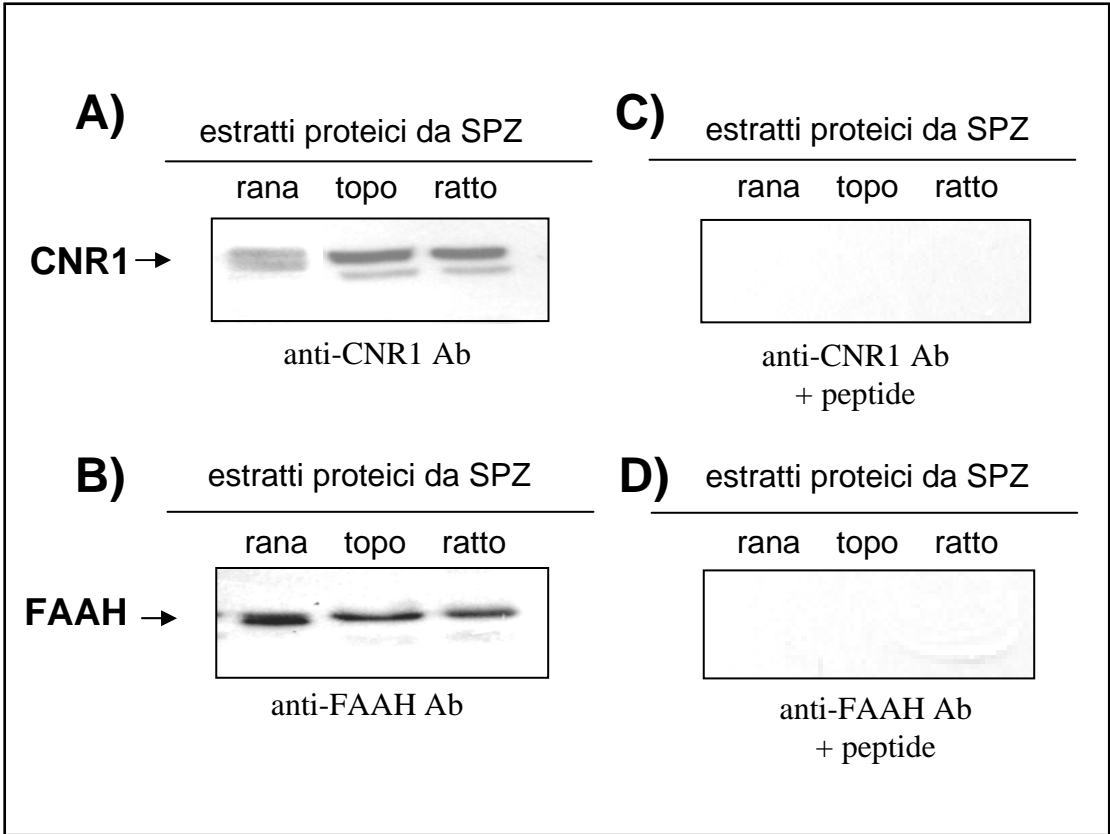 A)
estratti proteici da SPZ
rana topo ratto
CNR1
anti-CNR1 Ab
C)
estratti proteici da SPZ
rana topo ratto
anti-CNR1 Ab
+ peptide
B)
estratti proteici da SPZ
rana topo ratto
FAAH
anti-FAAH Ab
D)
estratti proteici da SPZ
rana topo ratto
anti-FAAH Ab
+ peptide